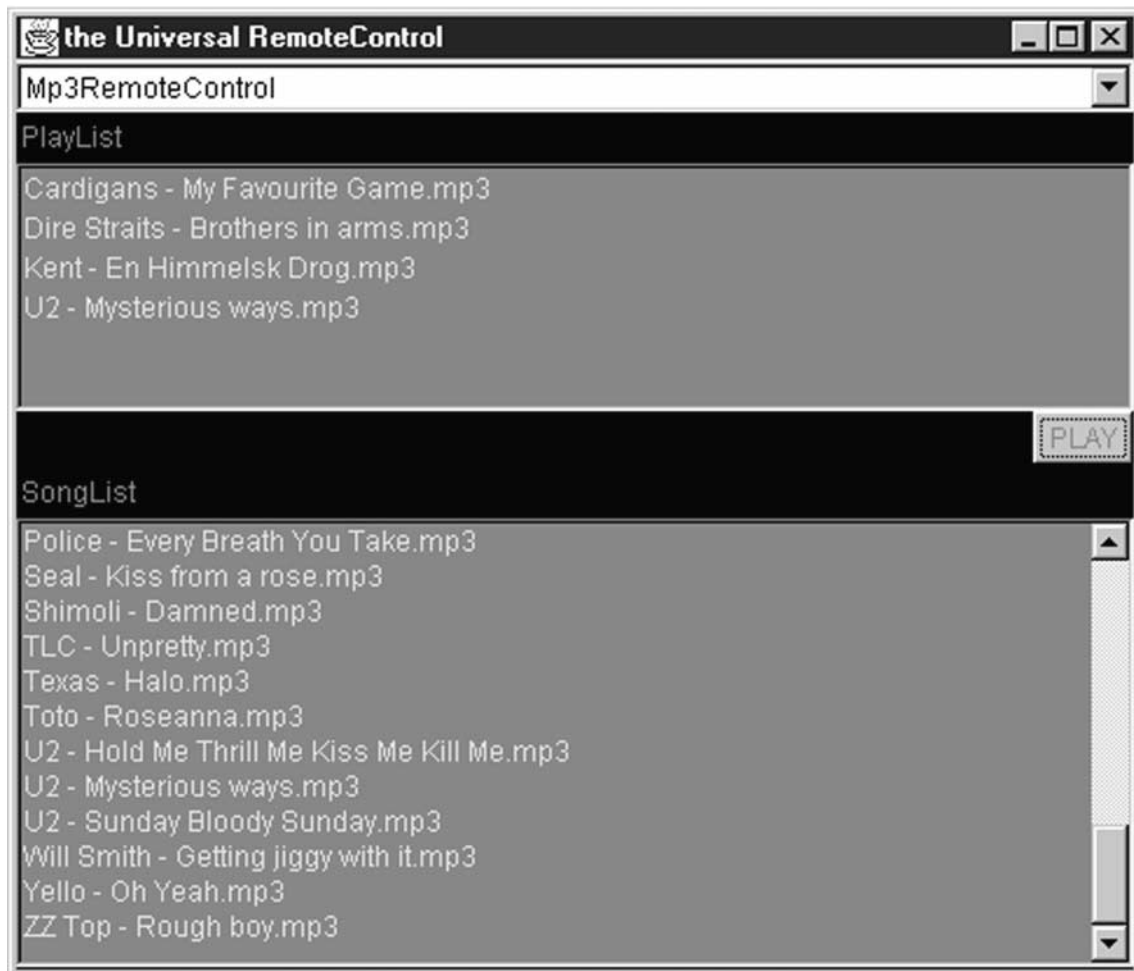 the Universal RemoteControl
Mp3RemoteControl
PlayList
Cardigans - My Favourite Game.mp3
Dire Straits - Brothers in arms.mp3
Kent - En Himmelsk Drog.mp3
U2 - Mysterious ways.mp3
PLAY
SongList
Police - Every Breath You Take.mp3
Seal - Kiss from a rose.mp3
Shimoli - Damned.mp3
TLC - Unpretty.mp3
Texas - Halo.mp3
Toto - Roseanna.mp3
U2 - Hold Me Thrill Me Kiss Me Kill Me.mp3
U2 - Mysterious ways.mp3
U2 - Sunday Bloody Sunday.mp3
Will Smith - Getting jiggy with it.mp3
Yello - Oh Yeah.mp3
ZZ Top - Rough boy.mp3